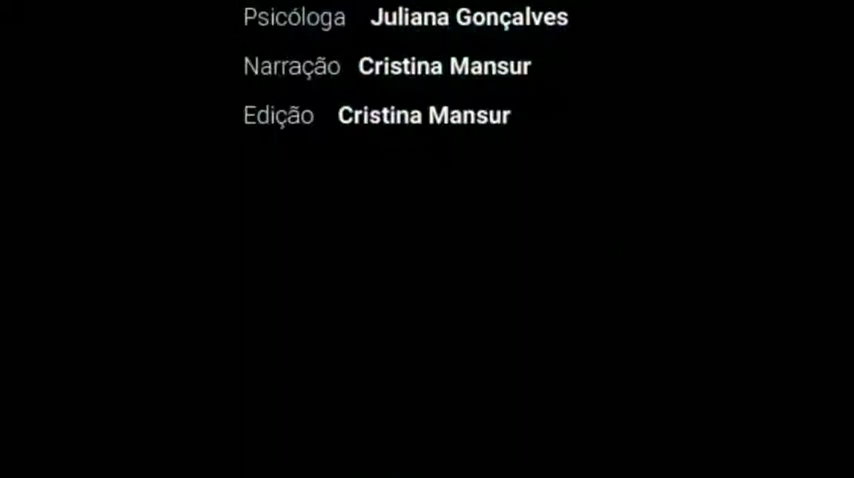 Psicóloga Juliana Gonçalves
Narração Cristina Mansur
Edição Cristina Mansur